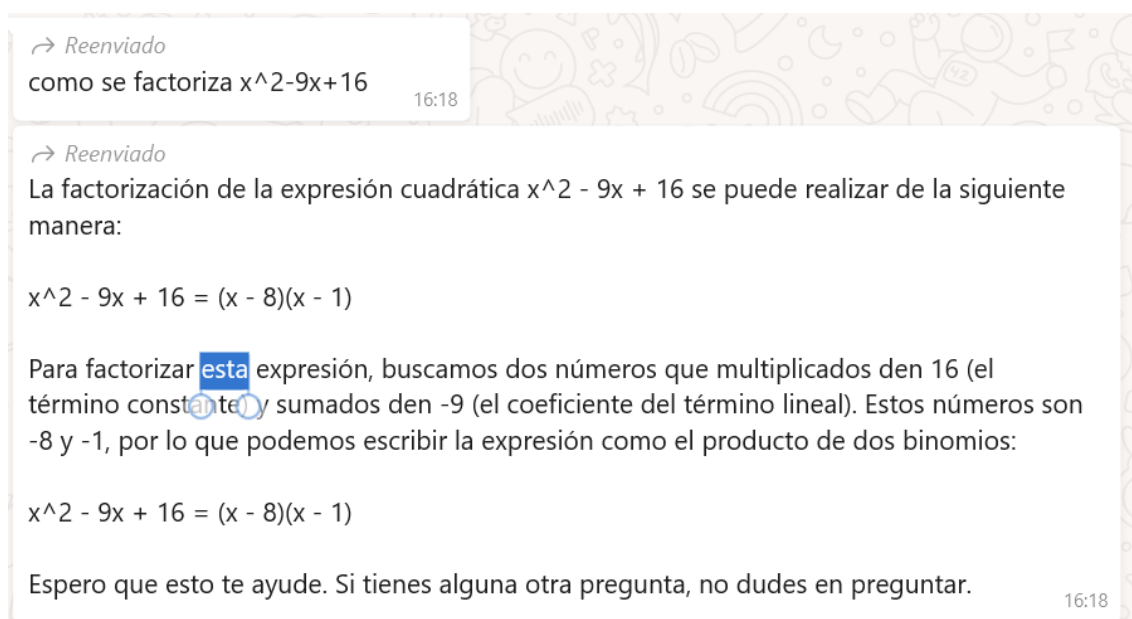 Reenviado
como se factoriza x^2-9x+16
16:18
Reenviado
La factorización de la expresión cuadrática x^2 - 9x + 16 se puede realizar de la siguiente
manera:
x^2 - 9x + 16 = (x - 8)(x - 1)
Para factorizar esta expresión, buscamos dos números que multiplicados den 16 (el
término constante) y sumados den -9 (el coeficiente del término lineal). Estos números son
-8 y -1, por lo que podemos escribir la expresión como el producto de dos binomios:
x^2 - 9x + 16 = (x - 8)(x - 1)
Espero que esto te ayude. Si tienes alguna otra pregunta, no dudes en preguntar.
16:18